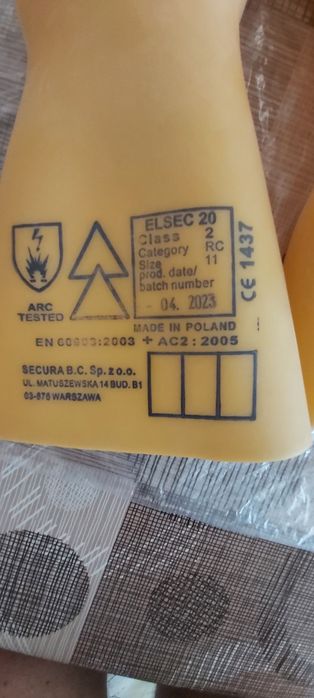 ELSEC 20
Class 2
Category RC
Size 11
prod. date/
batch number
- 04. 2023
CE 1437
ARC
TESTED
MADE IN POLAND
EN 60903:2003 + AC2 : 2005
SECURA B.C. Sp. z o.o.
UL. MATUSZEWSKA 14 BUD. B1
03-876 WARSZAWA